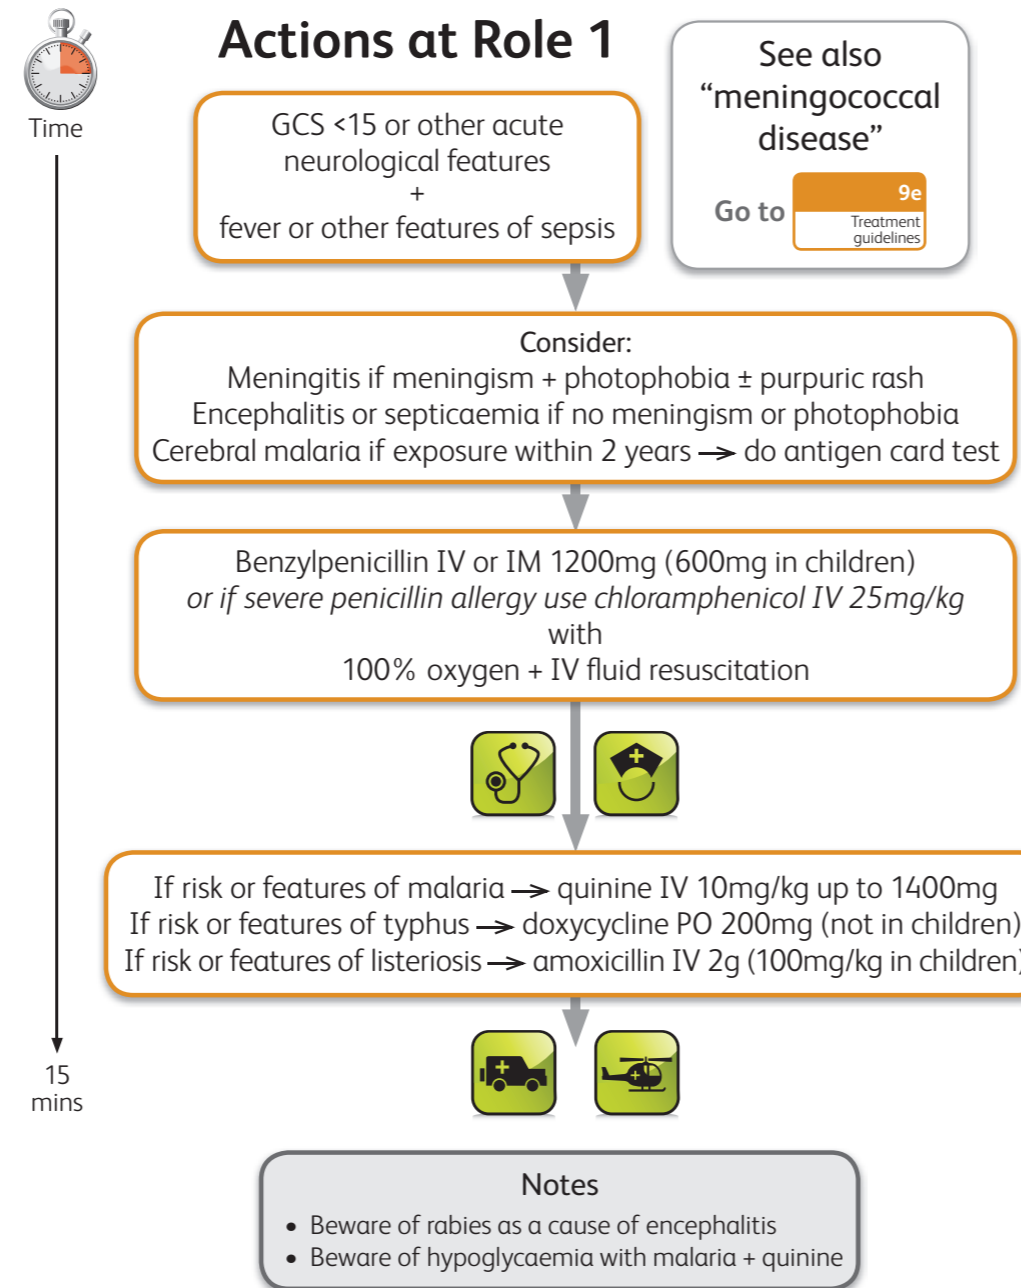 Actions at Role 1
Time
See also
“meningococcal
disease”
Go to
9e
Treatment
guidelines
GCS <15 or other acute
neurological features
+
fever or other features of sepsis
Consider:
Meningitis if meningism + photophobia ± purpuric rash
Encephalitis or septicaemia if no meningism or photophobia
Cerebral malaria if exposure within 2 years → do antigen card test
Benzylpenicillin IV or IM 1200mg (600mg in children)
or if severe penicillin allergy use chloramphenicol IV 25mg/kg
with
100% oxygen + IV fluid resuscitation
If risk or features of malaria → quinine IV 10mg/kg up to 1400mg
If risk or features of typhus → doxycycline PO 200mg (not in children)
If risk or features of listeriosis → amoxicillin IV 2g (100mg/kg in children)
15
mins
Notes
• Beware of rabies as a cause of encephalitis
• Beware of hypoglycaemia with malaria + quinine